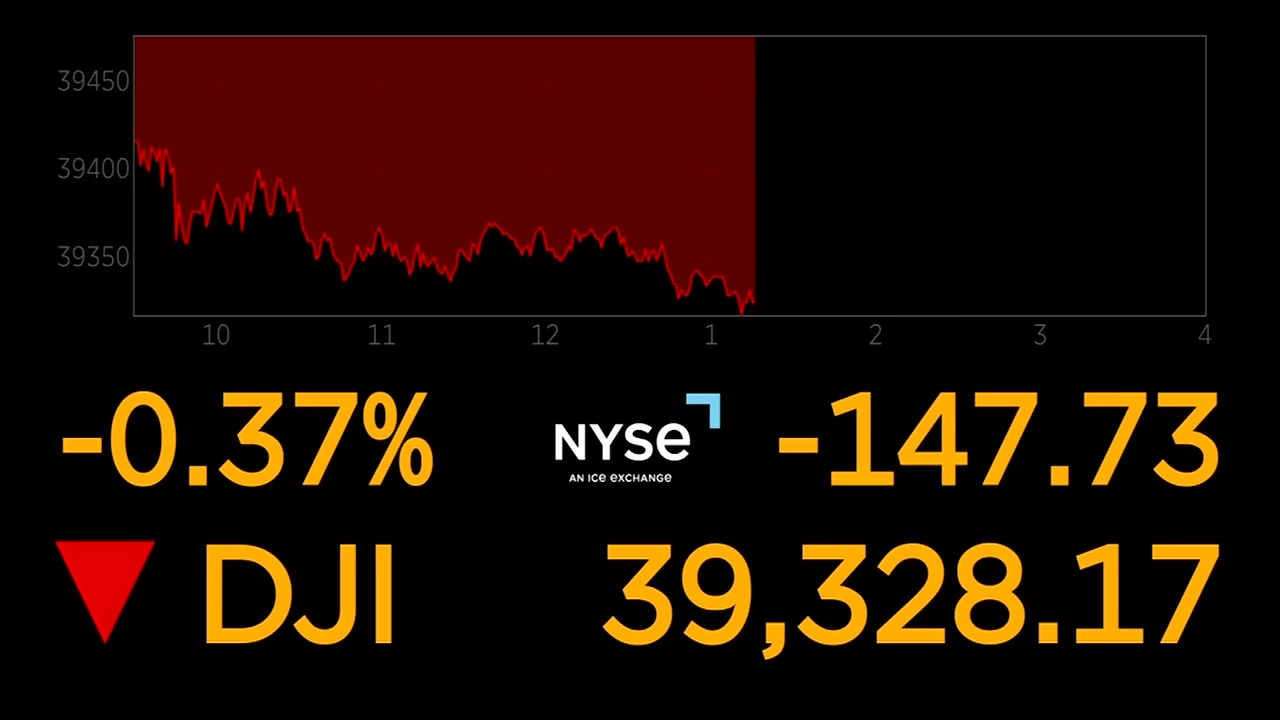 39450
39400
39350
10 11 12 1 2 3 4
-0.37% NYSE -147.73
AN ICE EXCHANGE
DJI 39,328.17